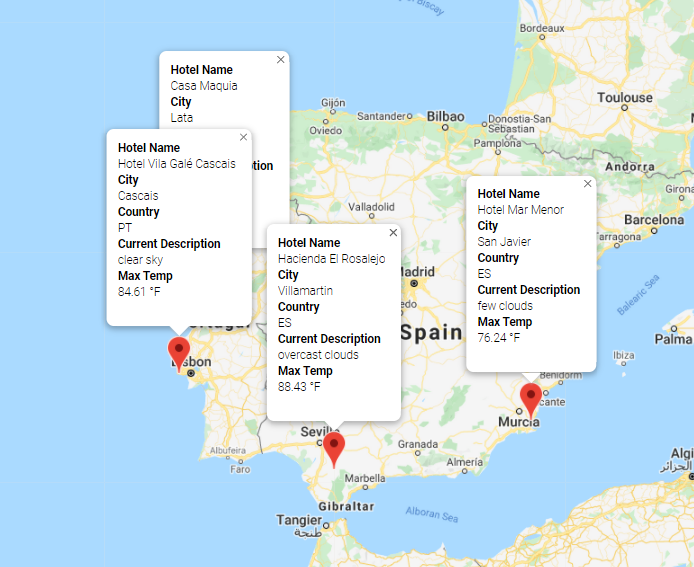 of Biscay
Bordeaux
Toulouse
Gijón
Santander
Bilbao
Donostia-San
Sebastian
Oviedo
Pamplona
Andorra
Girona
Valladolid
Barcelona
Tarragona
Madrid
Balearic Sea
Spain
Palma
Ibiza
Benidorm
Lisbon
Murcia
Albufeira
Faro
Granada
Almería
Marbella
Gibraltar
Alboran Sea
Tangier
طنجة
الجزائر
Hotel Name
Casa Maquia
City
Lata
Hotel Name
Hotel Vila Galé Cascais
City
Cascais
Country
PT
Current Description
clear sky
Max Temp
84.61 °F
Hotel Name
Hacienda El Rosalejo
City
Villamartin
Country
ES
Current Description
overcast clouds
Max Temp
88.43 °F
Hotel Name
Hotel Mar Menor
City
San Javier
Country
ES
Current Description
few clouds
Max Temp
76.24 °F